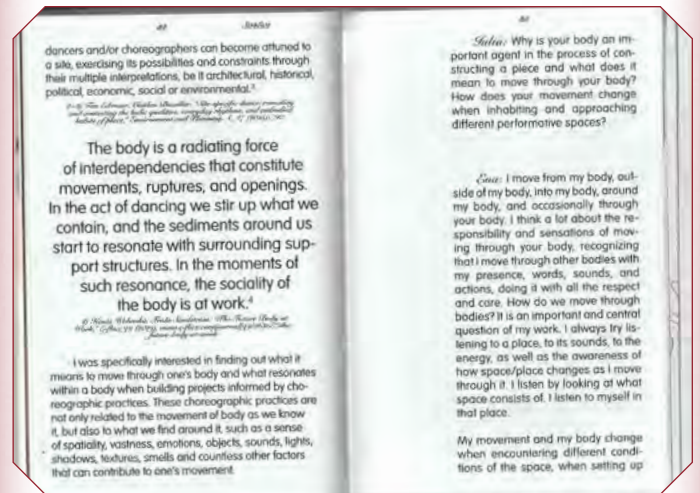 dancers and/or choreographers can become attuned to
a site, exercising its possibilities and constraints through
their multiple interpretations, be it architectural, historical,
political, economic, social or environmental.³
The body is a radiating force
of interdependencies that constitute
movements, ruptures, and openings.
In the act of dancing we stir up what we
contain, and the sediments around us
start to resonate with surrounding sup-
port structures. In the moments of
such resonance, the sociality of
the body is at work.⁴
I was specifically interested in finding out what it
means to move through one's body and what resonates
within a body when building projects informed by cho-
reographic practices. These choreographic practices are
not only related to the movement of body as we know
it, but also to what we find around it, such as a sense
of spatiality, vastness, emotions, objects, sounds, lights,
shadows, textures, smells and countless other factors
that can contribute to one's movement.
Why is your body an im-
portant agent in the process of con-
structing a piece and what does it
mean to move through your body?
How does your movement change
when inhabiting and approaching
different performative spaces?
I move from my body, out-
side of my body, into my body, around
my body, and occasionally through
your body. I think a lot about the re-
sponsibility and sensations of mov-
ing through your body, recognizing
that I move through other bodies with
my presence, words, sounds, and
actions, doing it with all the respect
and care. How do we move through
bodies? It is an important and central
question of my work. I always try lis-
tening to a place, to its sounds, to the
energy, as well as the awareness of
how space/place changes as I move
through it. I listen by looking at what
space consists of. I listen to myself in
that place.
My movement and my body change
when encountering different condi-
tions of the space, when setting up